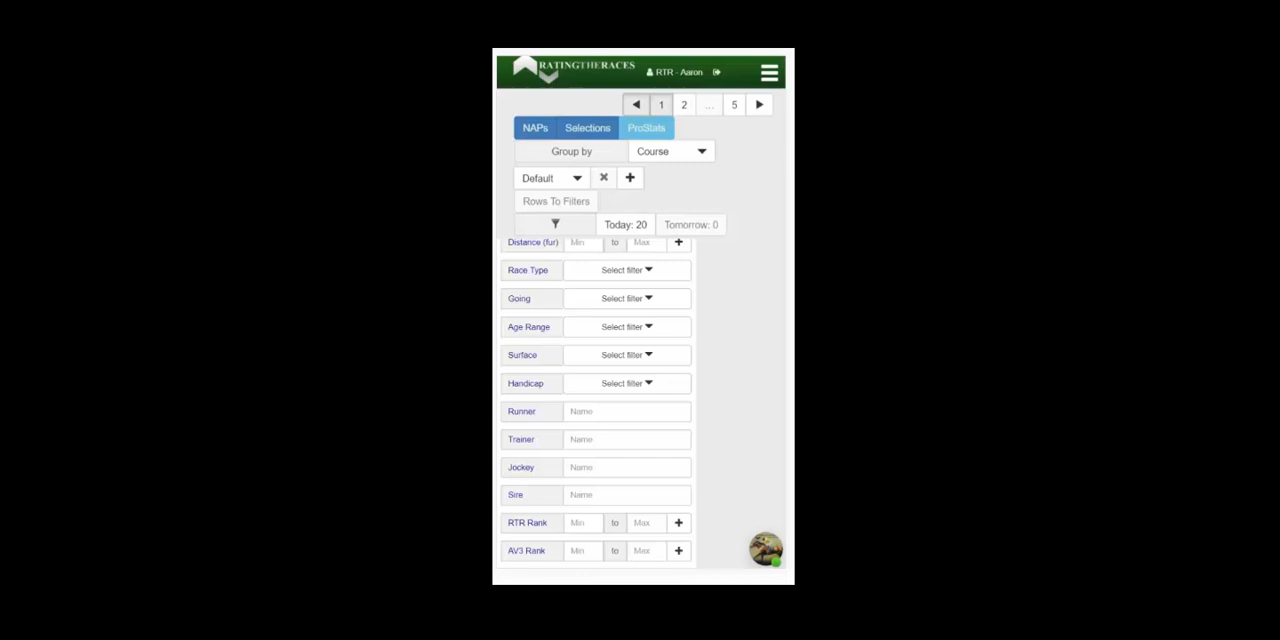 RATINGTHERACES RTR - Aaron
1 2 ... 5
NAPs Selections ProStats
Group by Course
Default
Rows To Filters
Today: 20 Tomorrow: 0
Distance (fur) Min to Max
Race Type Select filter
Going Select filter
Age Range Select filter
Surface Select filter
Handicap Select filter
Runner Name
Trainer Name
Jockey Name
Sire Name
RTR Rank Min to Max
AV3 Rank Min to Max